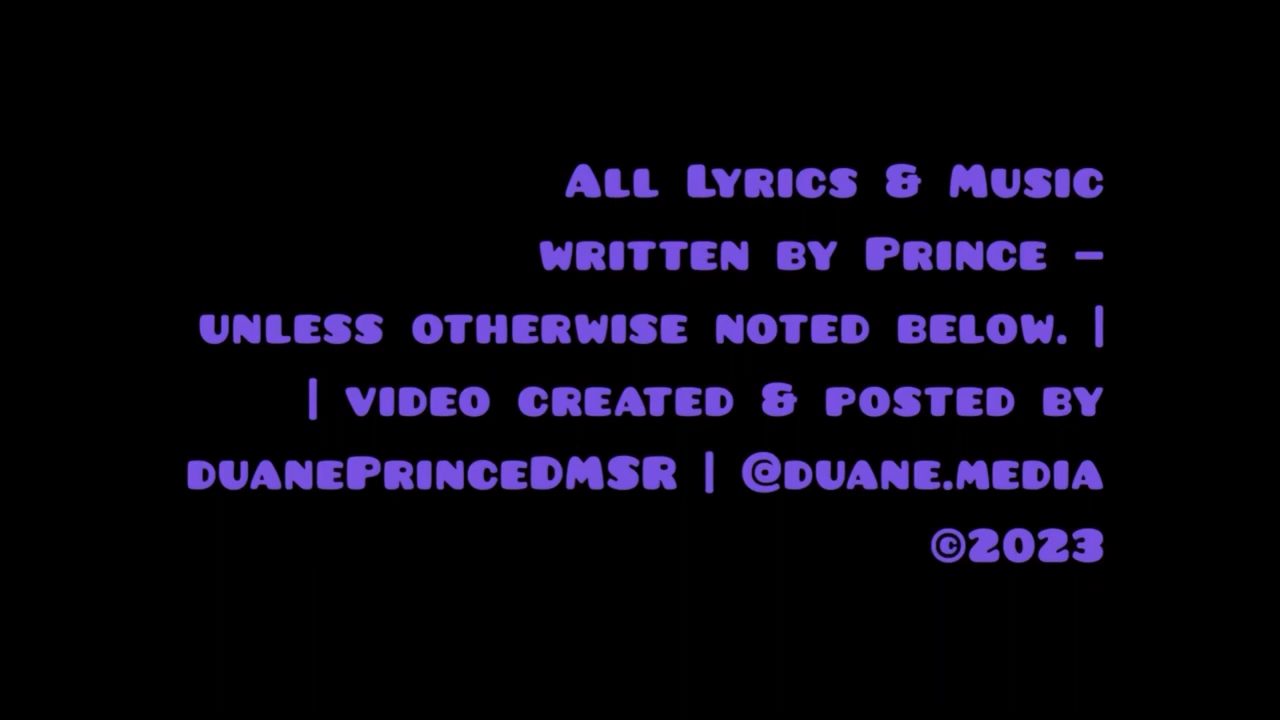 All Lyrics & Music
written by Prince –
unless otherwise noted below. |
| video created & posted by
duanePrinceDMSR | @duane.media
©2023